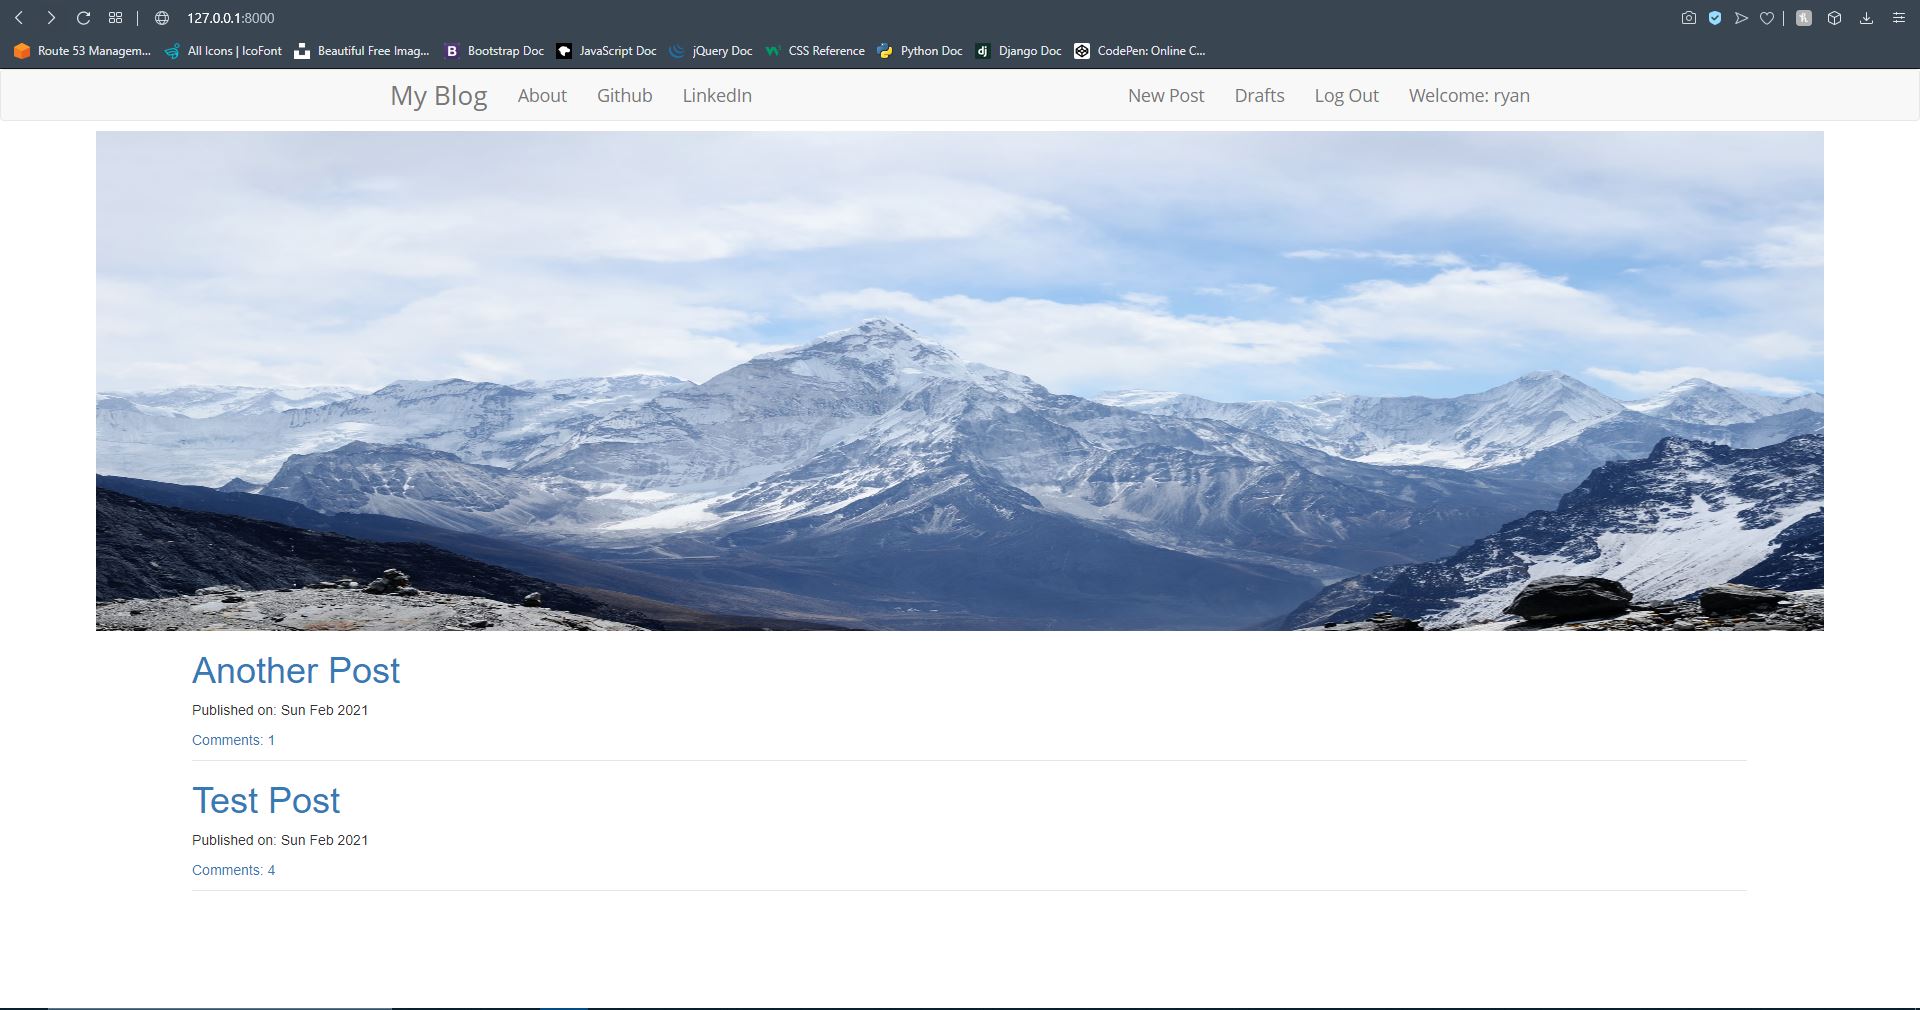 127.0.0.1:8000
Route 53 Managem... All Icons | IcoFont Beautiful Free Imag... B Bootstrap Doc JavaScript Doc jQuery Doc CSS Reference Python Doc dj Django Doc CodePen: Online C...
My Blog About Github LinkedIn New Post Drafts Log Out Welcome: ryan
Another Post
Published on: Sun Feb 2021
Comments: 1
Test Post
Published on: Sun Feb 2021
Comments: 4